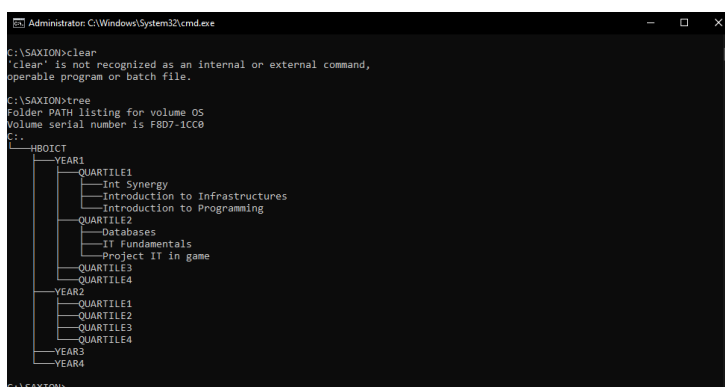 Administrator: C:\Windows\System32\cmd.exe
C:\SAXION>clear
'clear' is not recognized as an internal or external command,
operable program or batch file.
C:\SAXION>tree
Folder PATH listing for volume OS
Volume serial number is F8D7-1CC0
C:.
└───HBOICT
    ├───YEAR1
    │   ├───QUARTILE1
    │   │   ├───Int Synergy
    │   │   ├───Introduction to Infrastructures
    │   │   └───Introduction to Programming
    │   ├───QUARTILE2
    │   │   ├───Databases
    │   │   ├───IT Fundamentals
    │   │   └───Project IT in game
    │   ├───QUARTILE3
    │   └───QUARTILE4
    ├───YEAR2
    │   ├───QUARTILE1
    │   ├───QUARTILE2
    │   ├───QUARTILE3
    │   └───QUARTILE4
    ├───YEAR3
    └───YEAR4
C:\SAXION>